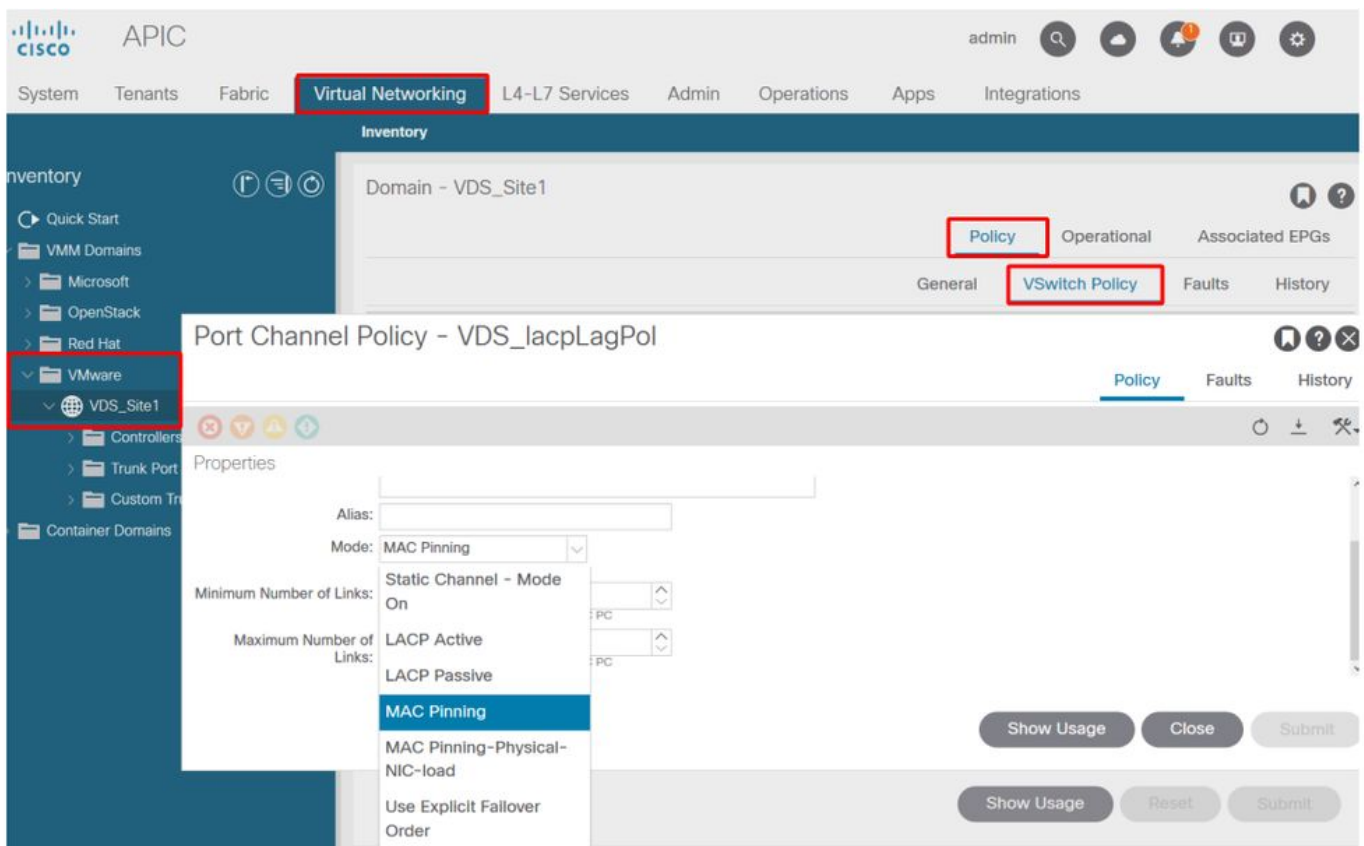 CISCO APIC admin 1
System Tenants Fabric Virtual Networking L4-L7 Services Admin Operations Apps Integrations
Inventory
nventory
Domain - VDS_Site1
Quick Start
Policy Operational Associated EPGs
VMM Domains
Microsoft
General VSwitch Policy Faults History
OpenStack
Red Hat
Port Channel Policy - VDS_lacpLagPol
VMware
Policy Faults History
VDS_Site1
Controllers
Trunk Port
Custom Tr
Container Domains
Properties
Alias:
Mode: MAC Pinning
Static Channel - Mode
On
Minimum Number of Links:
PC
Maximum Number of
Links:
LACP Active
PC
LACP Passive
MAC Pinning
MAC Pinning-Physical-
NIC-load
Use Explicit Failover
Order
Show Usage Close Submit
Show Usage Reset Submit